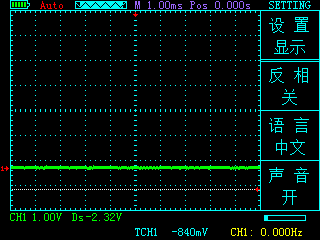 Auto M 1.00ms Pos 0.000s SETTING
设 置
显示
反 相
关
语 言
中文
声 音
开
CH1 1.00V Ds-2.32V
TCH1 -840mV CH1: 0.000Hz